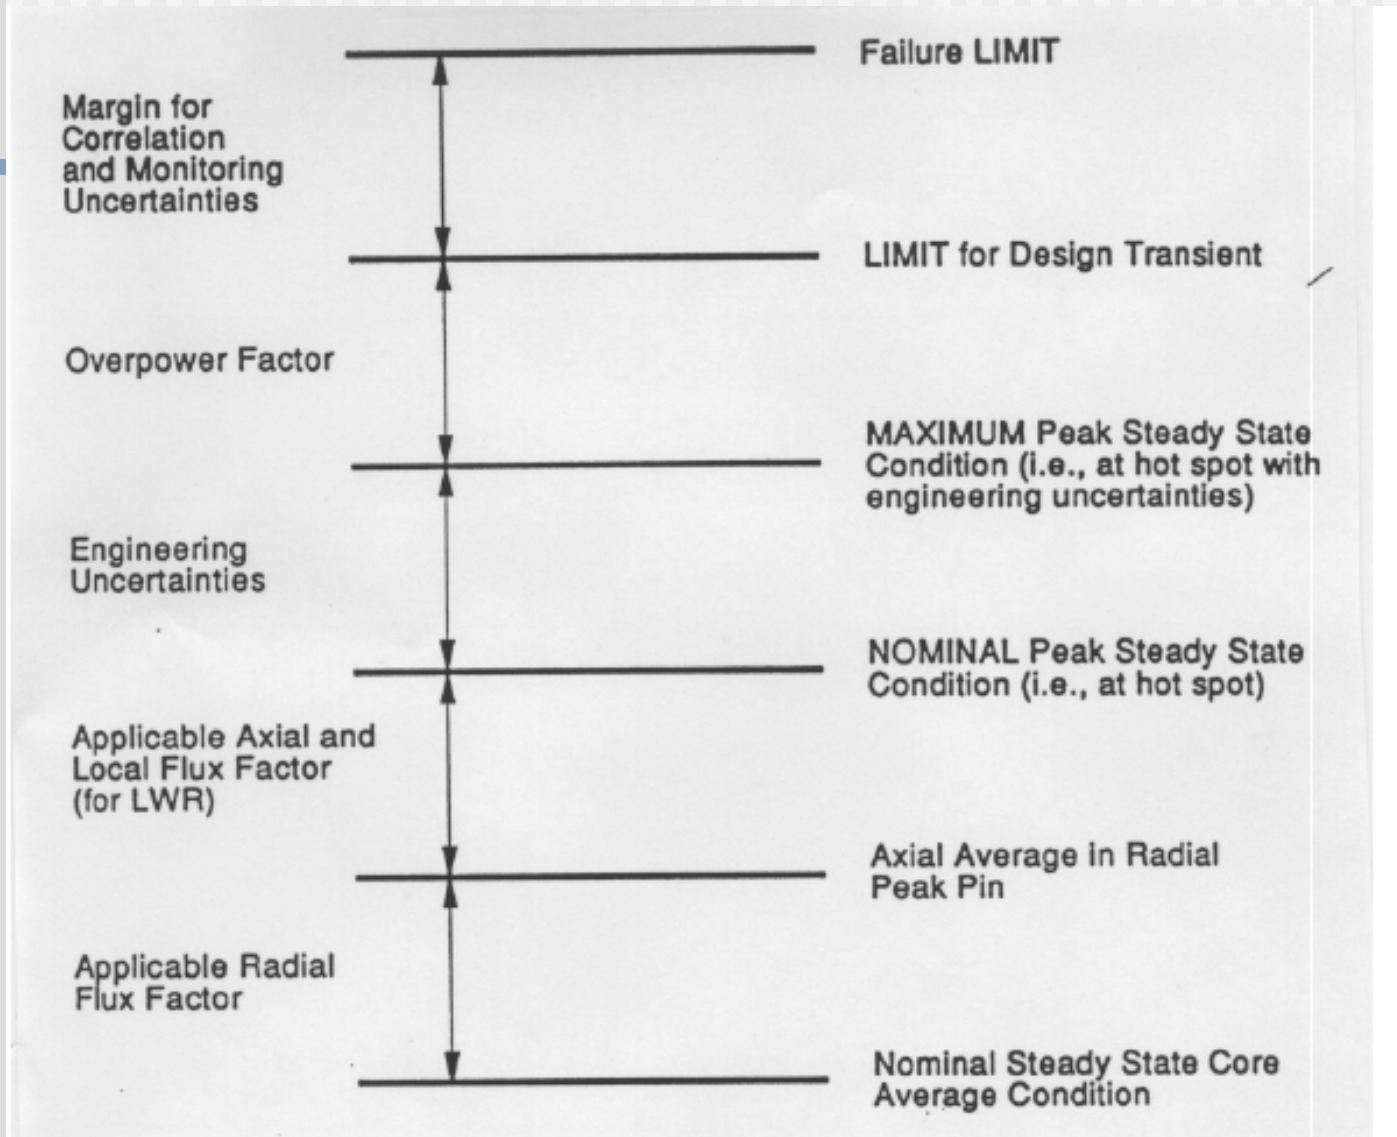 Failure LIMIT
Margin for
Correlation
and Monitoring
Uncertainties
LIMIT for Design Transient
Overpower Factor
MAXIMUM Peak Steady State
Condition (i.e., at hot spot with
engineering uncertainties)
Engineering
Uncertainties
NOMINAL Peak Steady State
Condition (i.e., at hot spot)
Applicable Axial and
Local Flux Factor
(for LWR)
Axial Average in Radial
Peak Pin
Applicable Radial
Flux Factor
Nominal Steady State Core
Average Condition